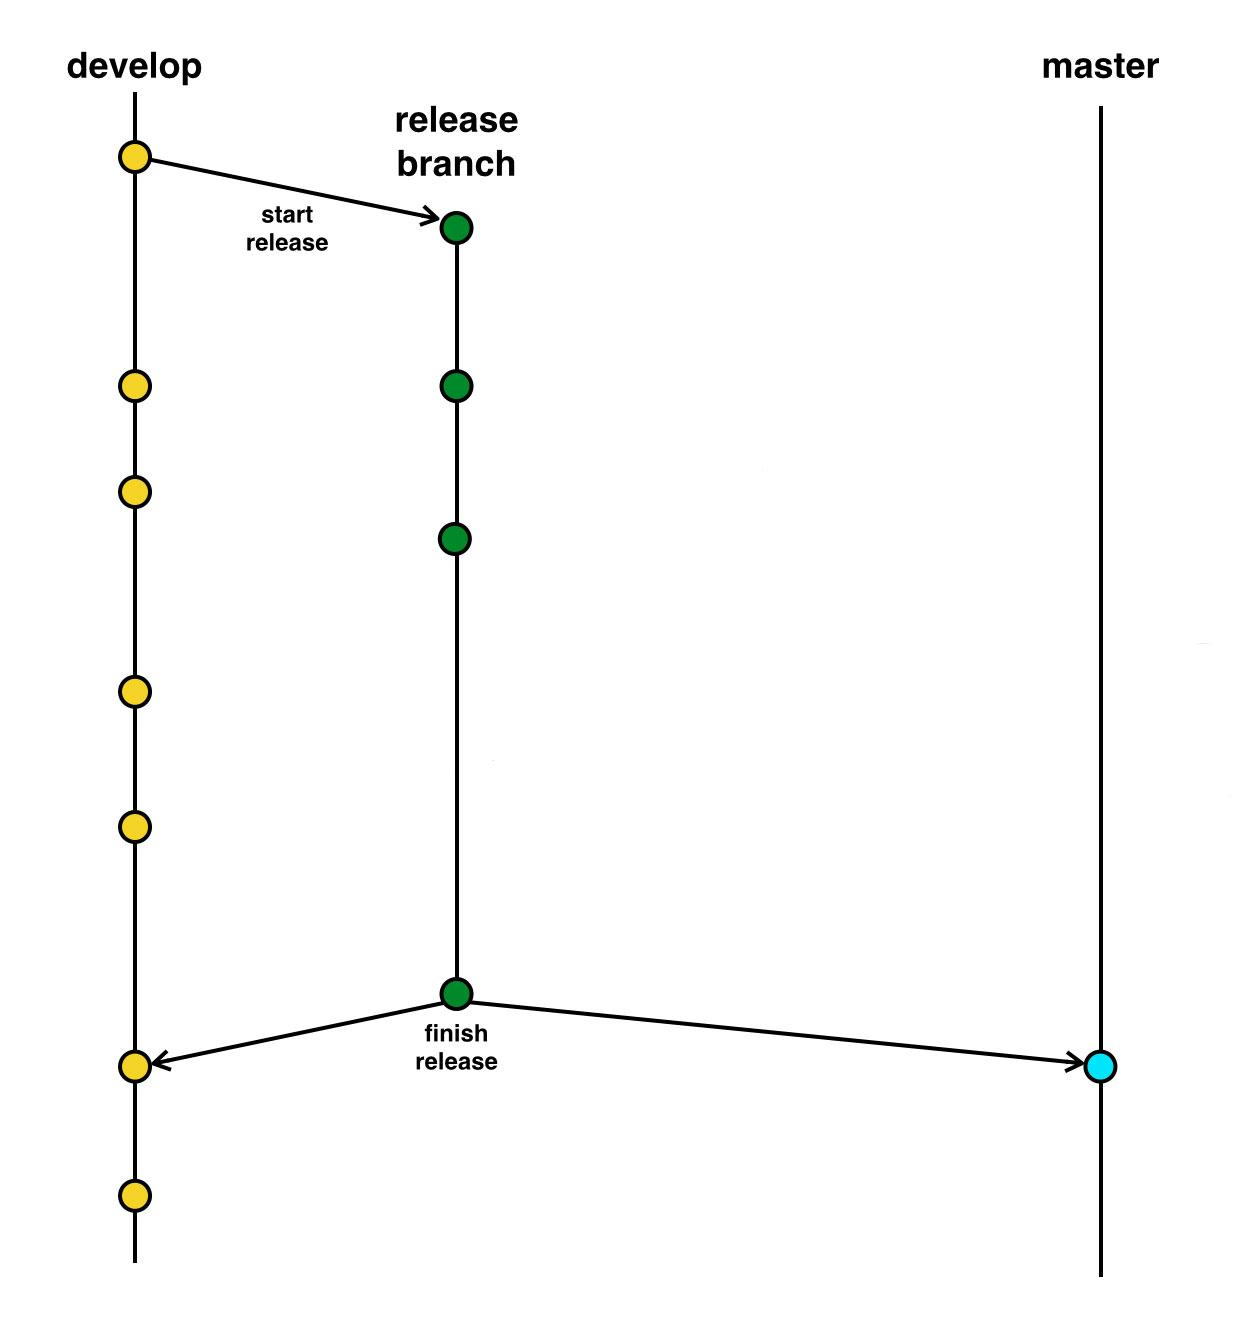 develop
master
release
branch
start
release
finish
release